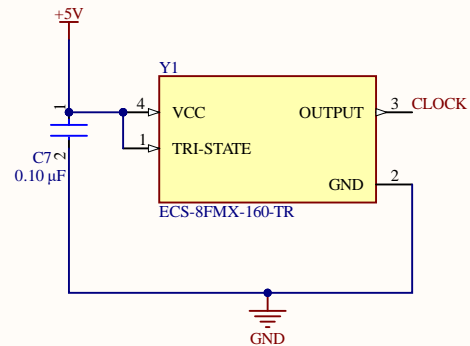 +5V
Y1
1
4
VCC
OUTPUT
3
CLOCK
1
TRI-STATE
C7
2
0.10 µF
GND
2
ECS-8FMX-160-TR
GND